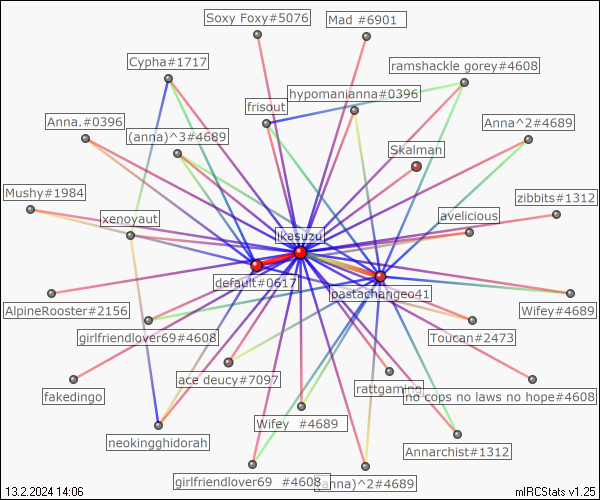 Soxy Foxy#5076
Mad #6901
Cypha#1717
ramshackle gorey#4608
hypomanianna#0396
frisout
Anna.#0396
(anna)^3#4689
Anna^2#4689
Skalman
Mushy#1984
zibbits#1312
xenoyaut
avelicious
ikasuzu
default#0617
pastachangeo41
AlpineRooster#2156
Wifey#4689
girlfriendlover69#4608
Toucan#2473
ace deucy#7097
fakedingo
rattgaming
no cops no laws no hope#4608
Wifey #4689
neokingghidorah
Annarchist#1312
girlfriendlover69 #4608
(anna)^2#4689
13.2.2024 14:06
mIRCStats v1.25